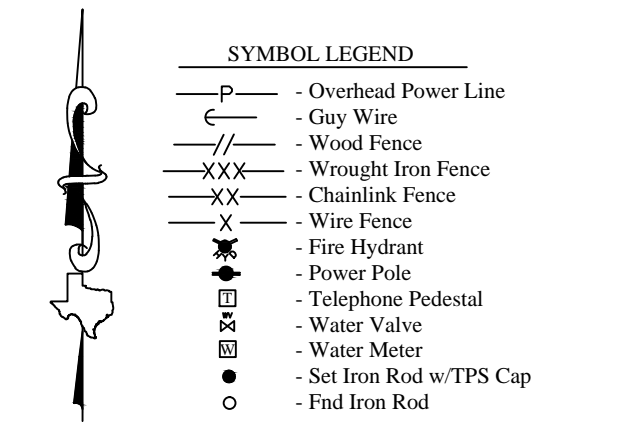 SYMBOL LEGEND
P - Overhead Power Line
- Guy Wire
// - Wood Fence
XXX - Wrought Iron Fence
XX - Chainlink Fence
X - Wire Fence
- Fire Hydrant
- Power Pole
T - Telephone Pedestal
WV - Water Valve
W - Water Meter
- Set Iron Rod w/TPS Cap
- Fnd Iron Rod